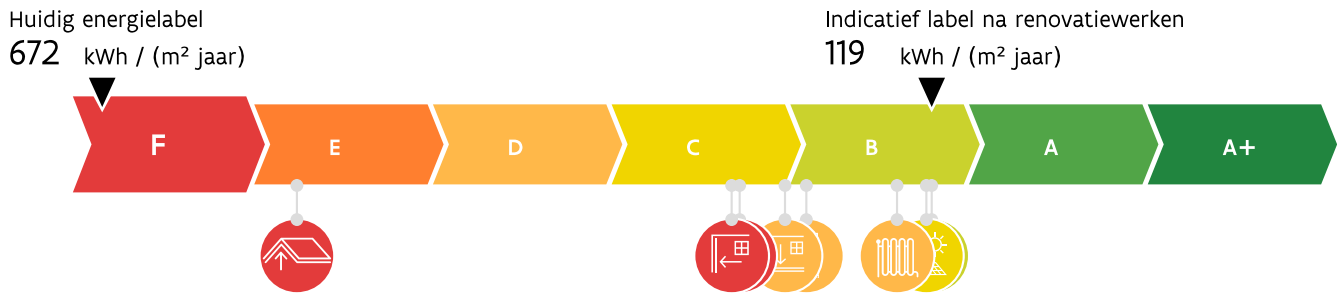 Huidig energielabel
672 kWh / (m² jaar)
Indicatief label na renovatiewerken
119 kWh / (m² jaar)
F E D C B A A+